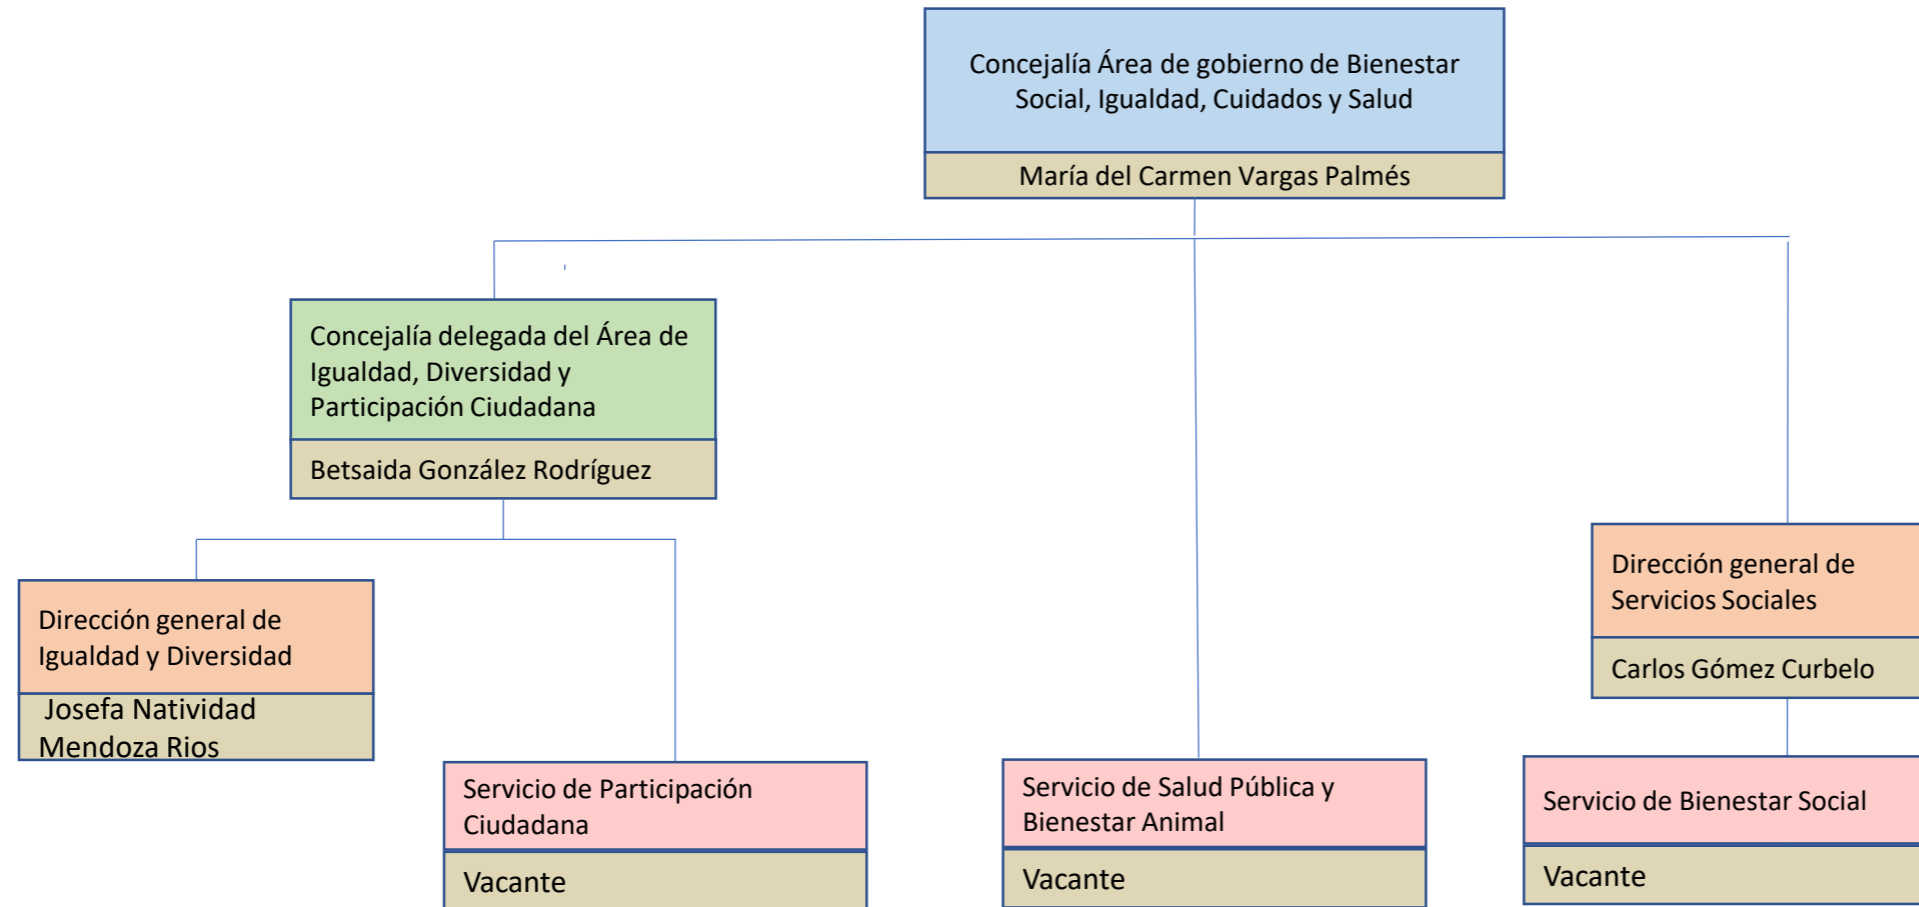 Concejalía Área de gobierno de Bienestar
Social, Igualdad, Cuidados y Salud
María del Carmen Vargas Palmés
Concejalía delegada del Área de
Igualdad, Diversidad y
Participación Ciudadana
Betsaida González Rodríguez
Dirección general de
Servicios Sociales
Carlos Gómez Curbelo
Dirección general de
Igualdad y Diversidad
Josefa Natividad
Mendoza Rios
Servicio de Participación
Ciudadana
Vacante
Servicio de Salud Pública y
Bienestar Animal
Vacante
Servicio de Bienestar Social
Vacante